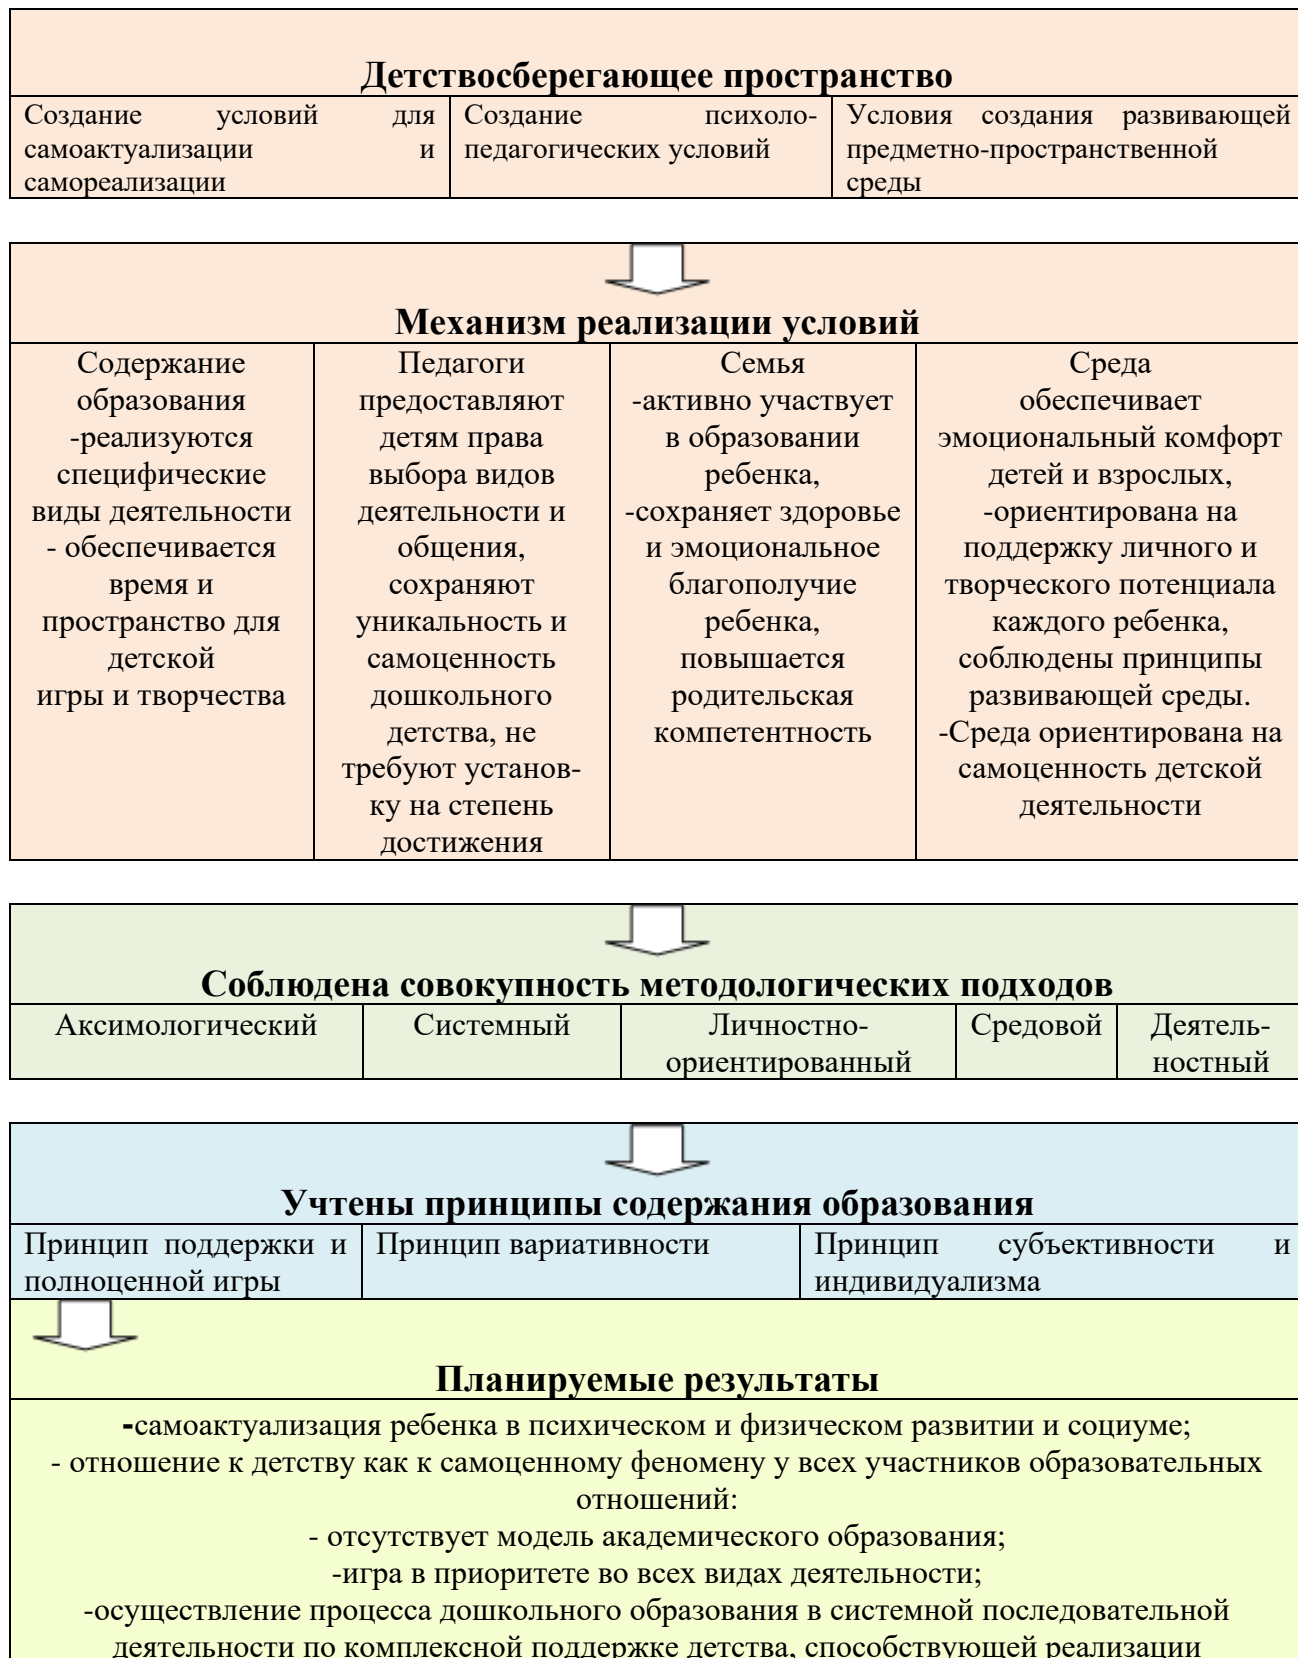 Детствосберегающее пространство
Создание условий для
самоактуализации и
самореализации
Создание психоло-
педагогических условий
Условия создания развивающей
предметно-пространственной
среды
Механизм реализации условий
Содержание
образования
-реализуются
специфические
виды деятельности
- обеспечивается
время и
пространство для
детской
игры и творчества
Педагоги
предоставляют
детям права
выбора видов
деятельности и
общения,
сохраняют
уникальность и
самоценность
дошкольного
детства, не
требуют установ-
ку на степень
достижения
Семья
-активно участвует
в образовании
ребенка,
-сохраняет здоровье
и эмоциональное
благополучие
ребенка,
повышается
родительская
компетентность
Среда
обеспечивает
эмоциональный комфорт
детей и взрослых,
-ориентирована на
поддержку личного и
творческого потенциала
каждого ребенка,
соблюдены принципы
развивающей среды.
-Среда ориентирована на
самоценность детской
деятельности
Соблюдена совокупность методологических подходов
Аксимологический
Системный
Личностно-
ориентированный
Средовой
Деятель-
ностный
Учтены принципы содержания образования
Принцип поддержки и
полноценной игры
Принцип вариативности
Принцип субъективности и
индивидуализма
Планируемые результаты
-самоактуализация ребенка в психическом и физическом развитии и социуме;
- отношение к детству как к самоценному феномену у всех участников образовательных
отношений:
- отсутствует модель академического образования;
-игра в приоритете во всех видах деятельности;
-осуществление процесса дошкольного образования в системной последовательной
деятельности по комплексной поддержке детства, способствующей реализации